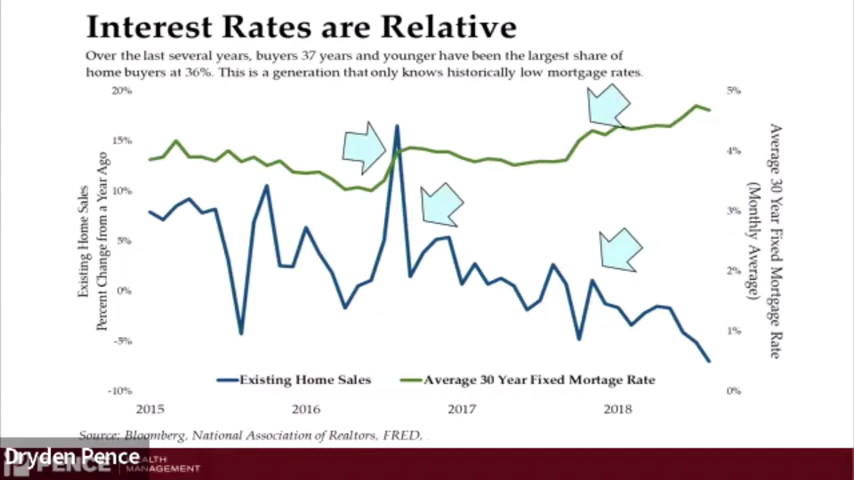 Interest Rates are Relative
Over the last several years, buyers 37 years and younger have been the largest share of
home buyers at 36%. This is a generation that only knows historically low mortgage rates.
20%
15%
10%
5%
0%
-5%
-10%
5%
4%
3%
2%
1%
0%
Existing Home Sales
Percent Change from a Year Ago
Average 30 Year Fixed Mortgage Rate
(Monthly Average)
Existing Home Sales
Average 30 Year Fixed Mortage Rate
2015
2016
2017
2018
Source: Bloomberg, National Association of Realtors, FRED,
Dryden Pence
PENCE
WEALTH
MANAGEMENT